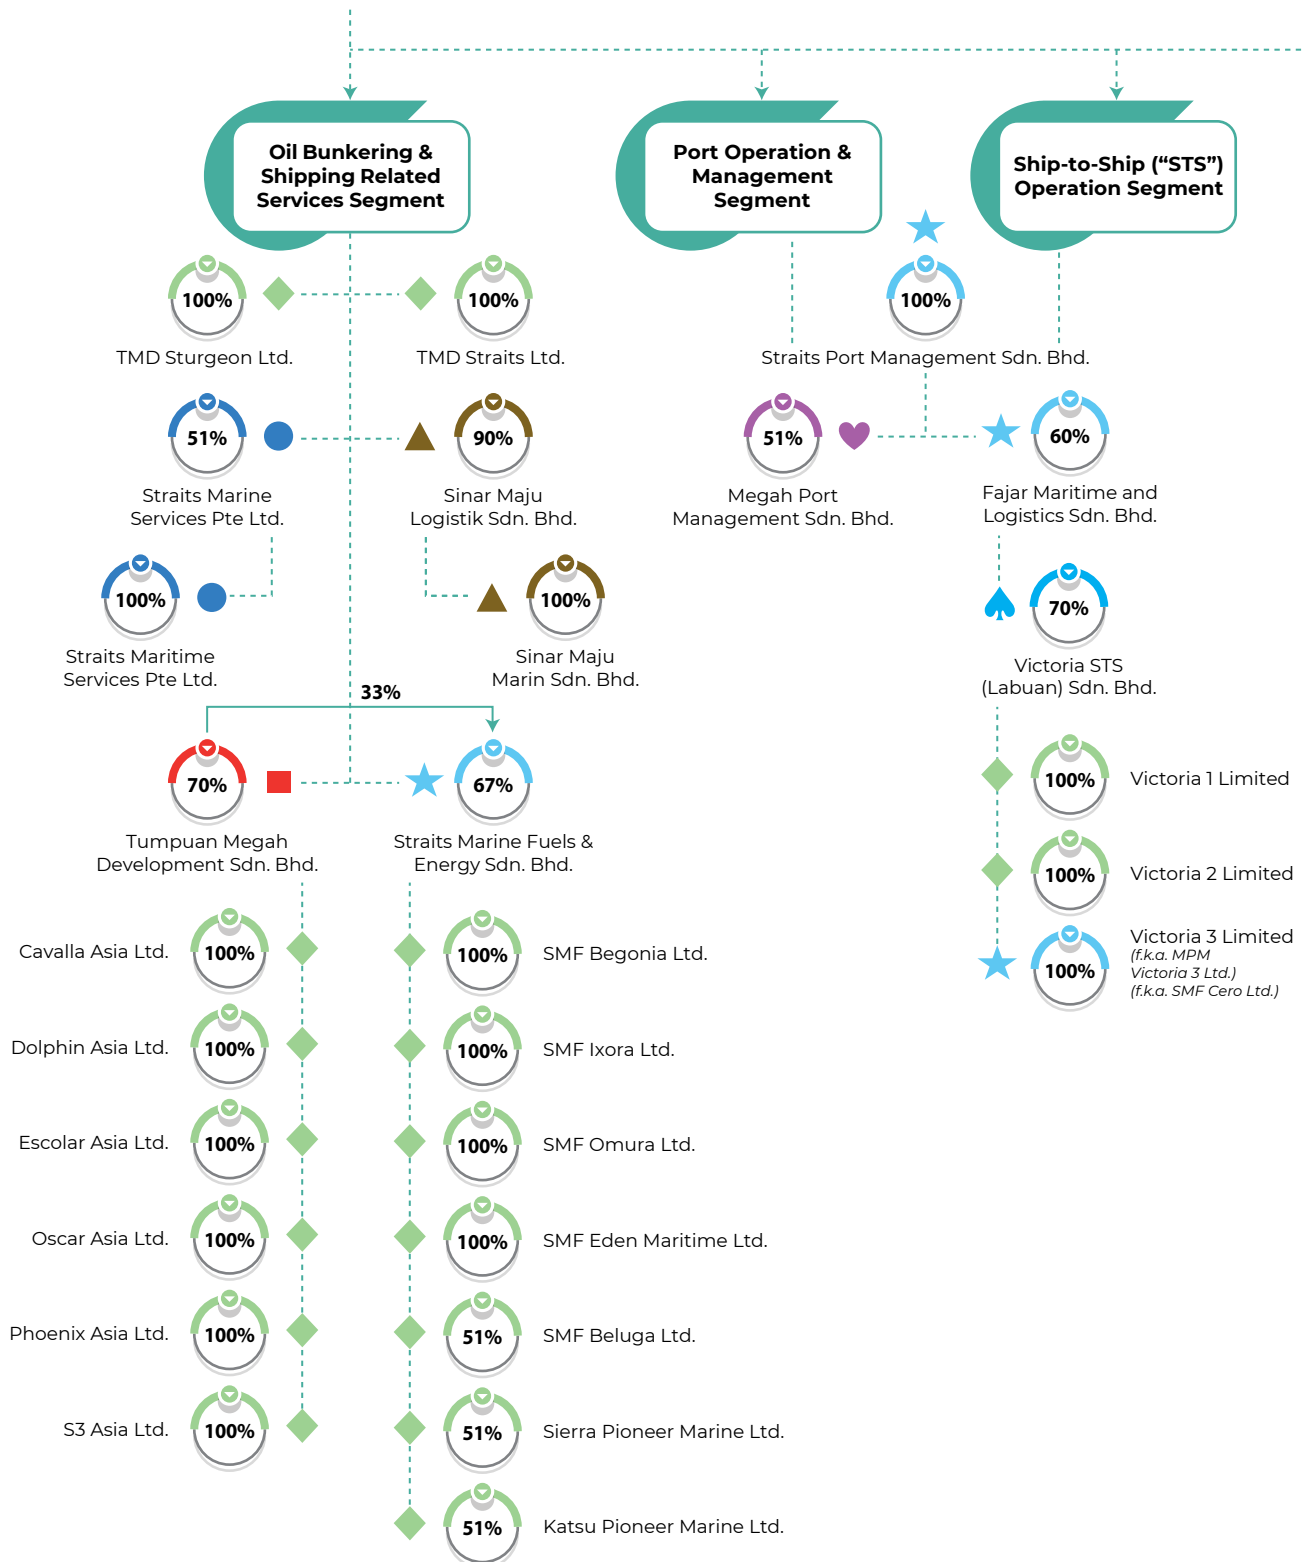 Oil Bunkering &
Shipping Related
Services Segment
Port Operation &
Management
Segment
Ship-to-Ship (“STS”)
Operation Segment
100%
TMD Sturgeon Ltd.
100%
TMD Straits Ltd.
100%
Straits Port Management Sdn. Bhd.
51%
Straits Marine
Services Pte Ltd.
90%
Sinar Maju
Logistik Sdn. Bhd.
51%
Megah Port
Management Sdn. Bhd.
60%
Fajar Maritime and
Logistics Sdn. Bhd.
100%
Straits Maritime
Services Pte Ltd.
100%
Sinar Maju
Marin Sdn. Bhd.
70%
Victoria STS
(Labuan) Sdn. Bhd.
33%
70%
Tumpuan Megah
Development Sdn. Bhd.
67%
Straits Marine Fuels &
Energy Sdn. Bhd.
100%
Victoria 1 Limited
100%
Victoria 2 Limited
100%
Victoria 3 Limited
(f.k.a. MPM
Victoria 3 Ltd.)
(f.k.a. SMF Cero Ltd.)
Cavalla Asia Ltd.
100%
Dolphin Asia Ltd.
100%
Escolar Asia Ltd.
100%
Oscar Asia Ltd.
100%
Phoenix Asia Ltd.
100%
S3 Asia Ltd.
100%
100%
SMF Begonia Ltd.
100%
SMF Ixora Ltd.
100%
SMF Omura Ltd.
100%
SMF Eden Maritime Ltd.
51%
SMF Beluga Ltd.
51%
Sierra Pioneer Marine Ltd.
51%
Katsu Pioneer Marine Ltd.